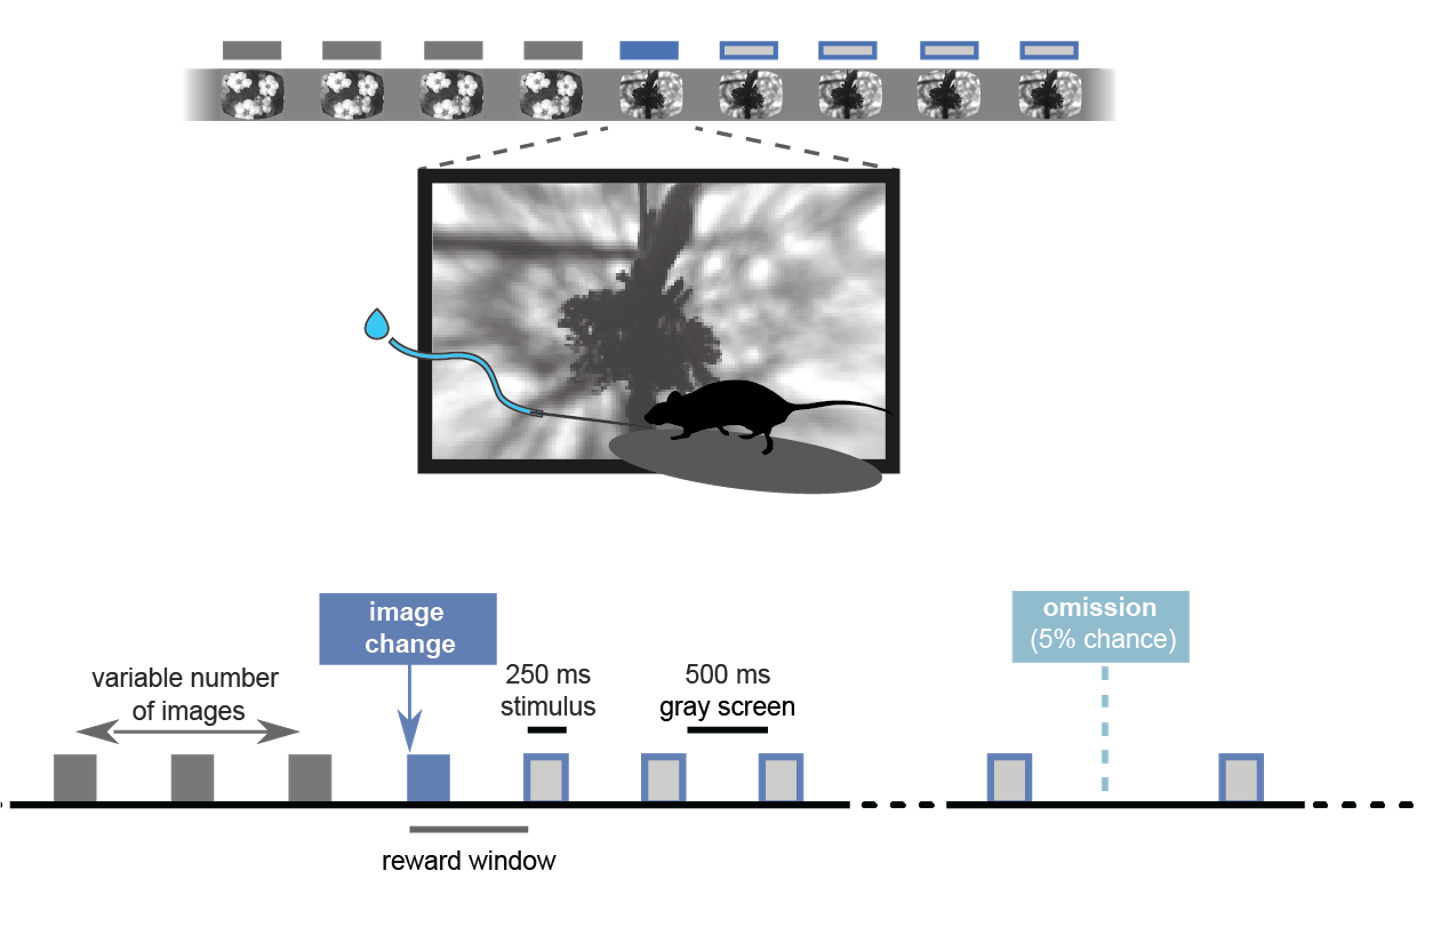 image
change
omission
(5% chance)
variable number
of images
250 ms
stimulus
500 ms
gray screen
reward window